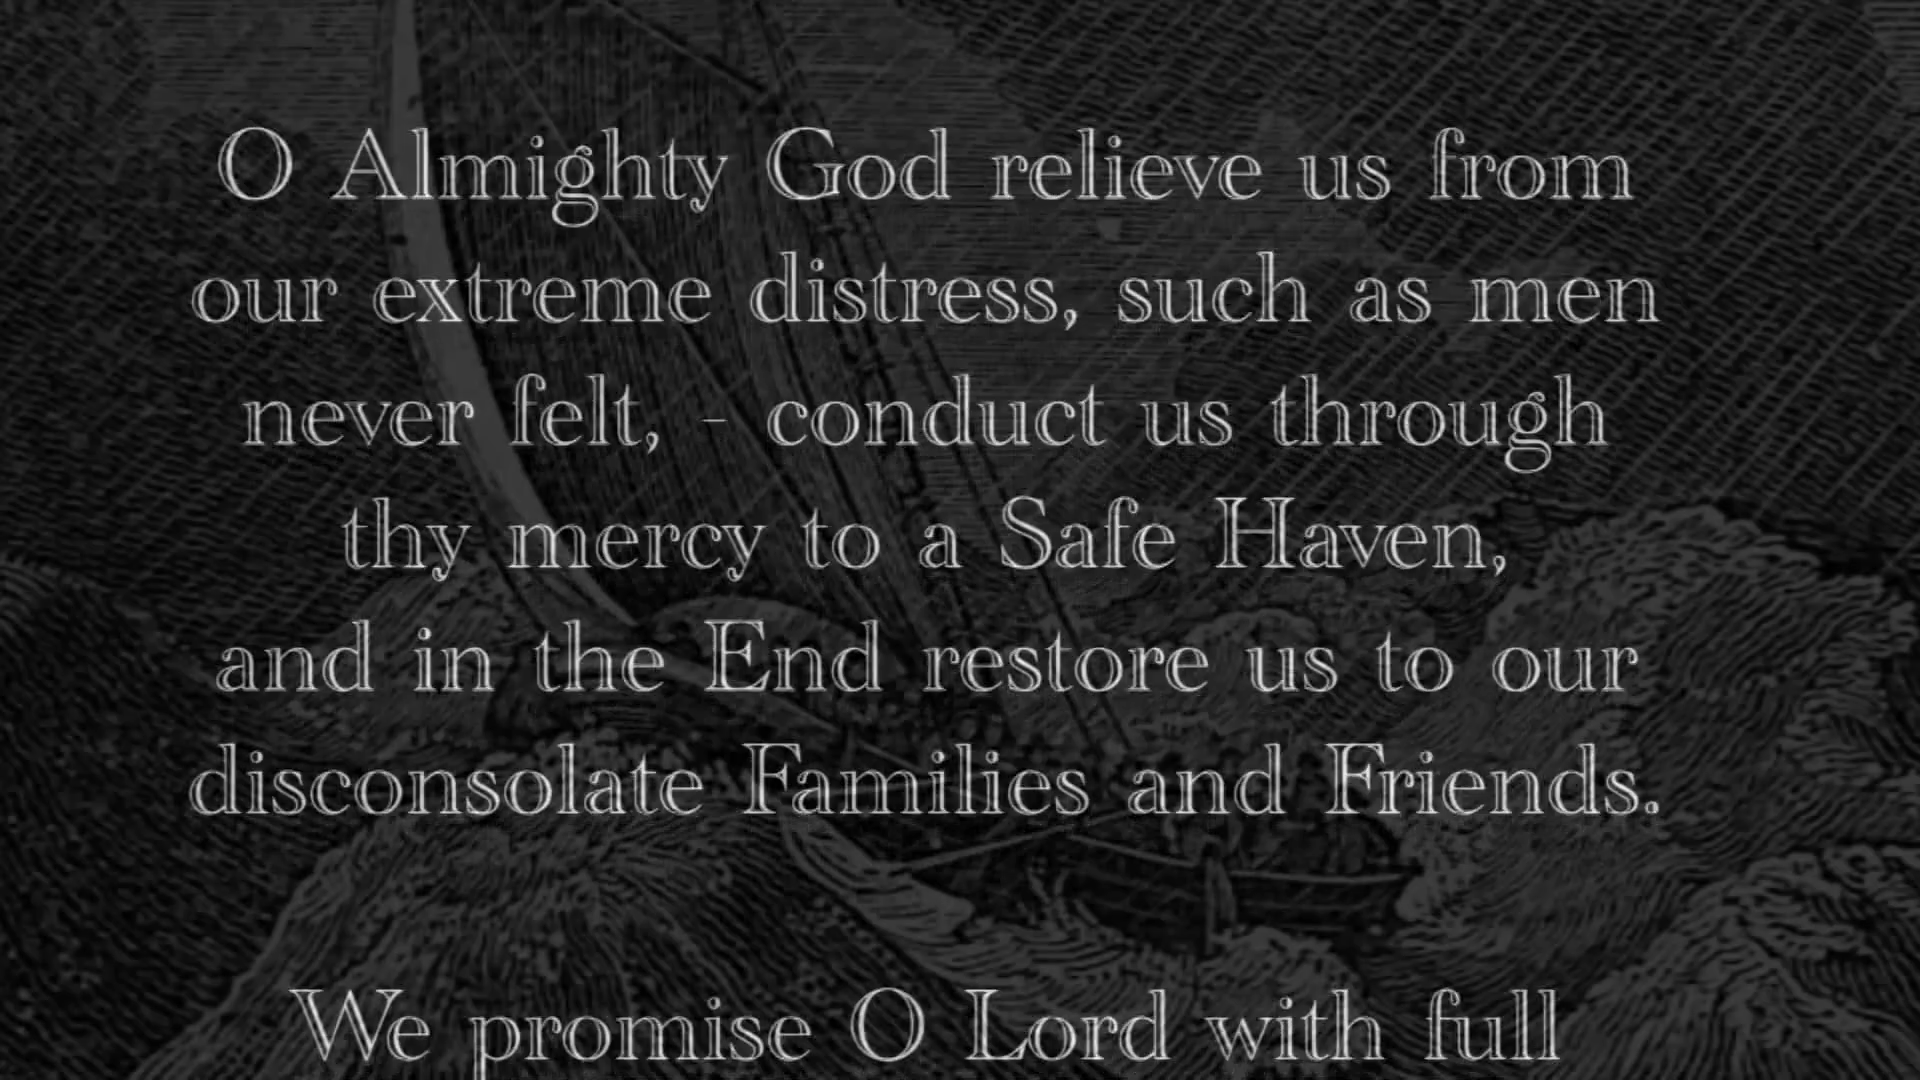 O Almighty God relieve us from
our extreme distress, such as men
never felt, - conduct us through
thy mercy to a Safe Haven,
and in the End restore us to our
disconsolate Families and Friends.
We promise O Lord with full